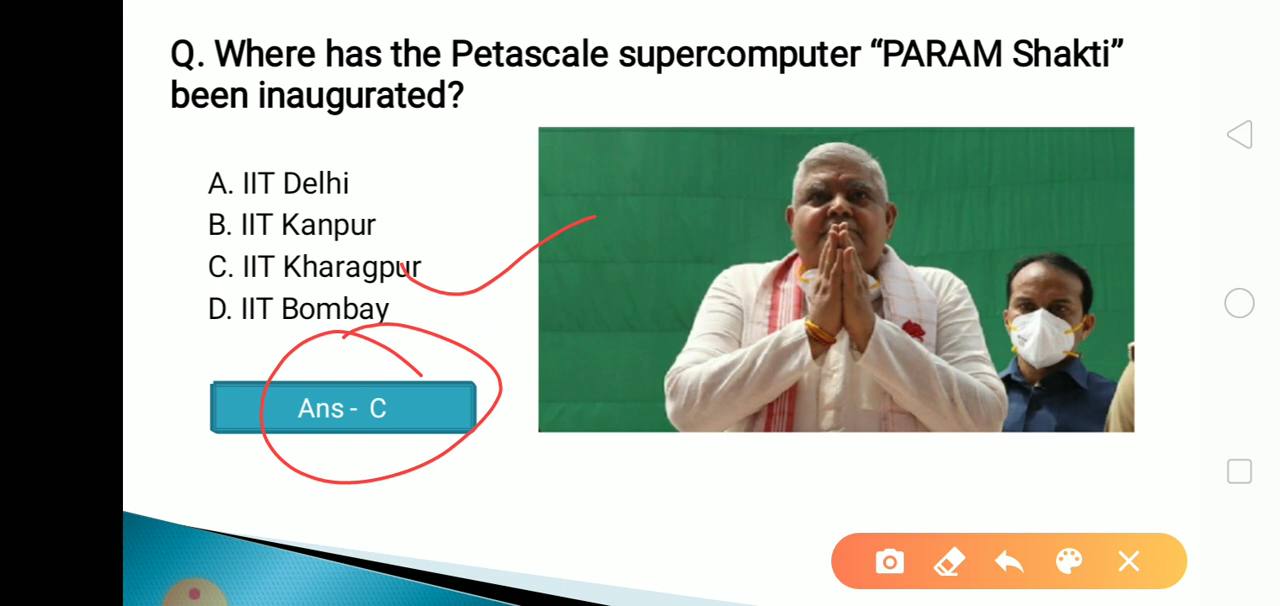 Q. Where has the Petascale supercomputer “PARAM Shakti”
been inaugurated?
A. IIT Delhi
B. IIT Kanpur
C. IIT Kharagpur
D. IIT Bombay
Ans - C